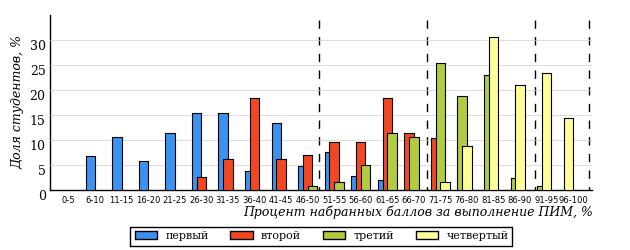 Доля студентов, %
30
25
20
15
10
5
0
0-5 6-10 11-15 16-20 21-25 26-30 31-35 36-40 41-45 46-50 51-55 56-60 61-65 66-70 71-75 76-80 81-85 86-90 91-95 96-100
Процент набранных баллов за выполнение ПИМ, %
первый второй третий четвертый